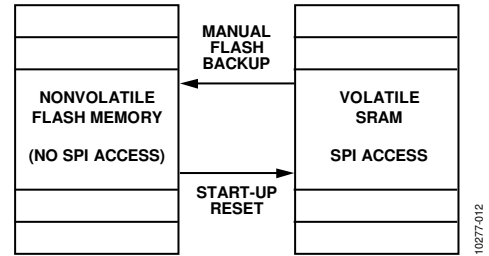 MANUAL
FLASH
BACKUP
NONVOLATILE
FLASH MEMORY
(NO SPI ACCESS)
VOLATILE
SRAM
SPI ACCESS
START-UP
RESET
10277-012